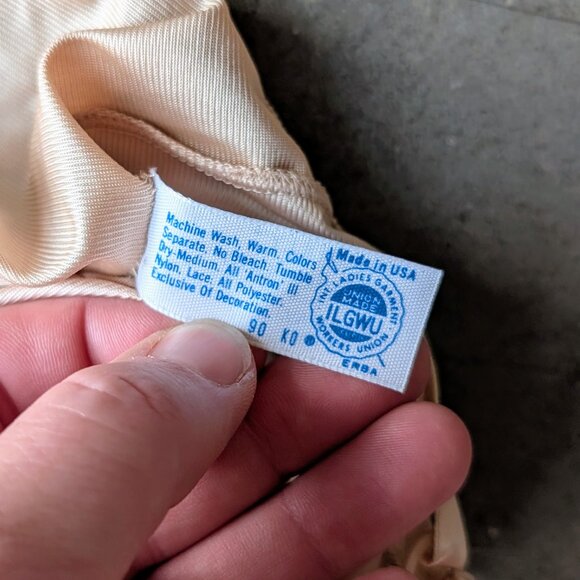 Machine Wash, Warm, Colors
Separate. No Bleach. Tumble
Dry-Medium. All 'Antron' III
Nylon, Lace, All Polyester.
Exclusive Of Decoration.
90 KO
Made in USA
INT. LADIES GARMENT
UNION
MADE
ILGWU
WORKERS UNION
ERBA